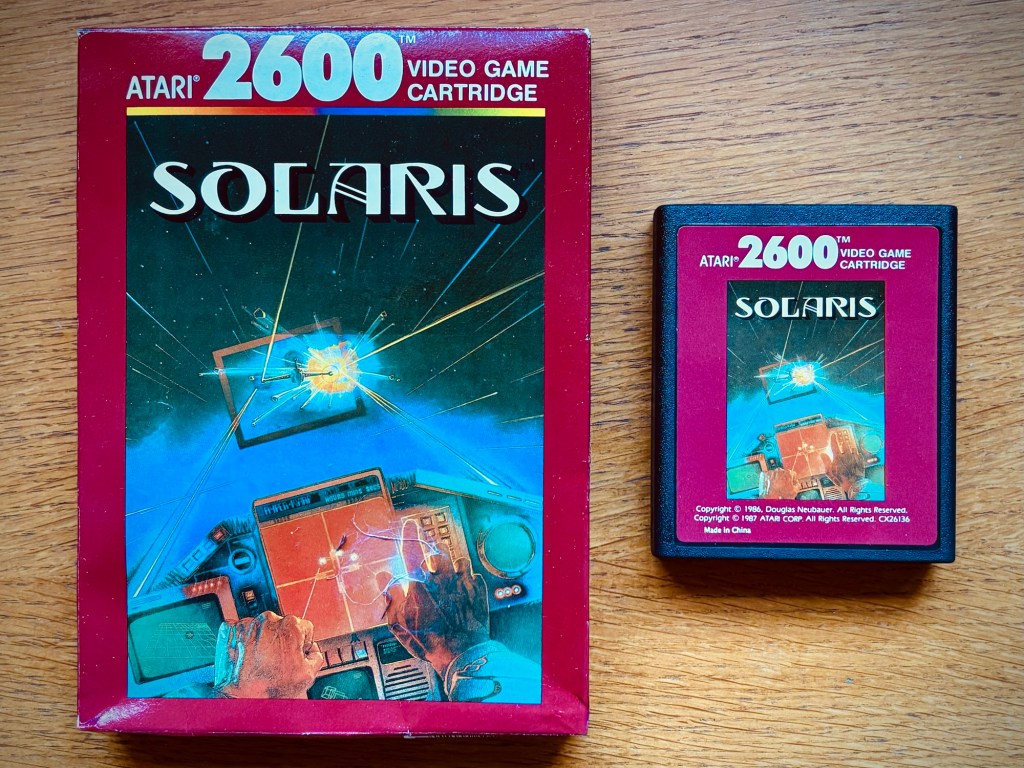 ATARI® 2600™ VIDEO GAME
CARTRIDGE
SOLARIS™
ATARI® 2600™ VIDEO GAME
CARTRIDGE
SOLARIS
Copyright © 1986, Douglas Neubauer. All Rights Reserved.
Copyright © 1987 ATARI CORP. All Rights Reserved. CX26136
Made in China